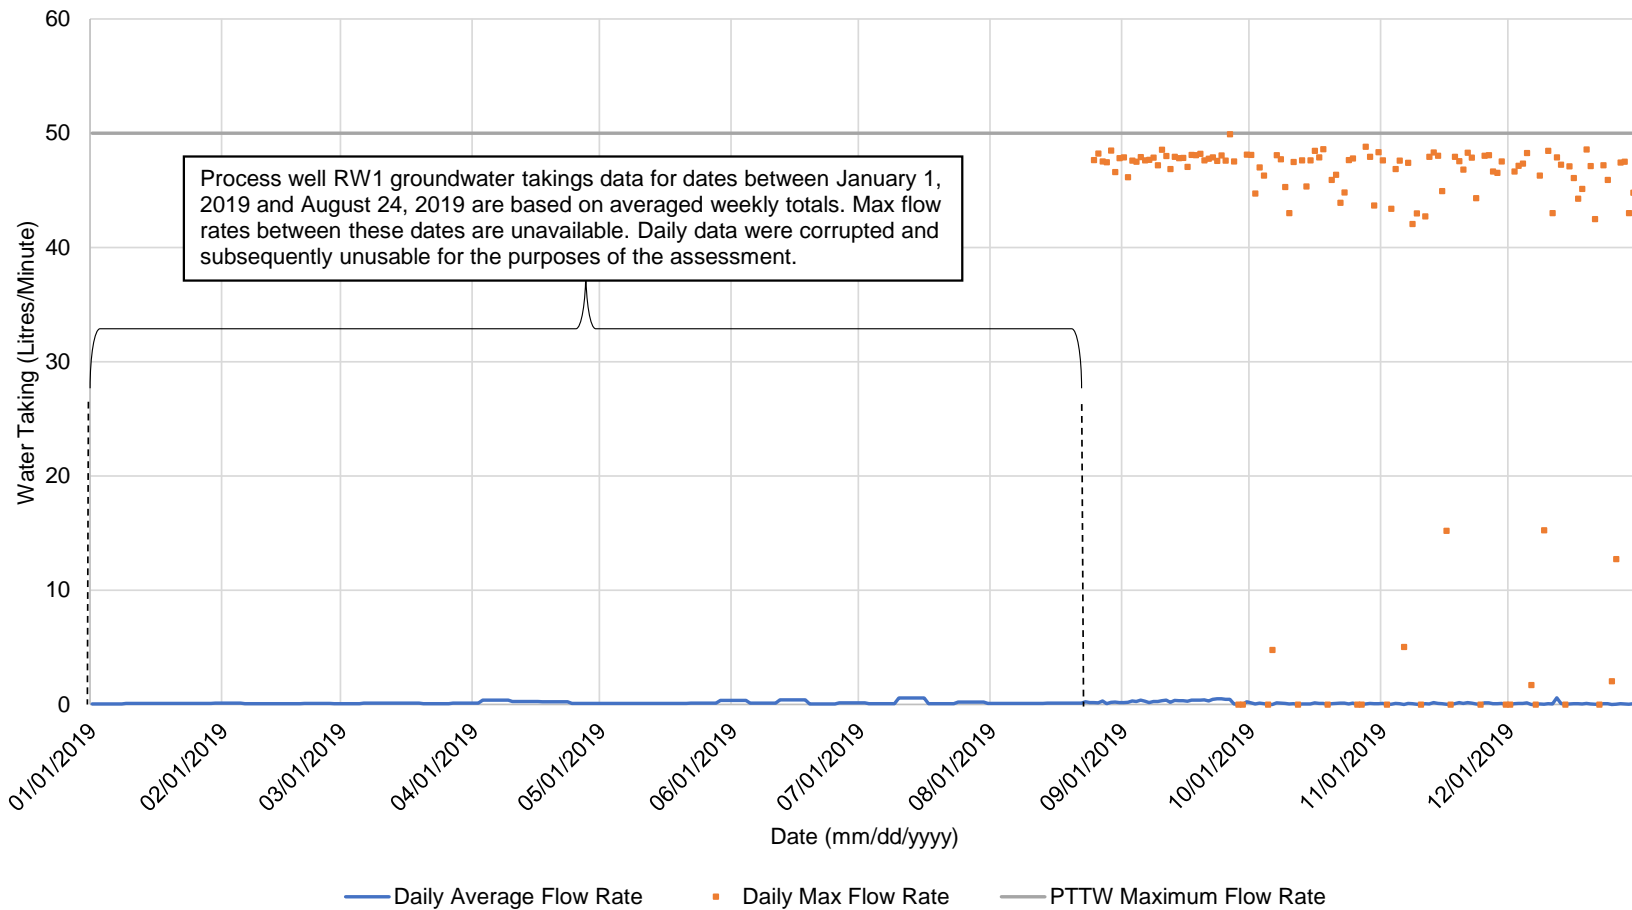 60
50
40
30
20
10
0
Water Taking (Litres/Minute)
Process well RW1 groundwater takings data for dates between January 1,
2019 and August 24, 2019 are based on averaged weekly totals. Max flow
rates between these dates are unavailable. Daily data were corrupted and
subsequently unusable for the purposes of the assessment.
01/01/2019
02/01/2019
03/01/2019
04/01/2019
05/01/2019
06/01/2019
07/01/2019
08/01/2019
09/01/2019
10/01/2019
11/01/2019
12/01/2019
Date (mm/dd/yyyy)
Daily Average Flow Rate
Daily Max Flow Rate
PTTW Maximum Flow Rate